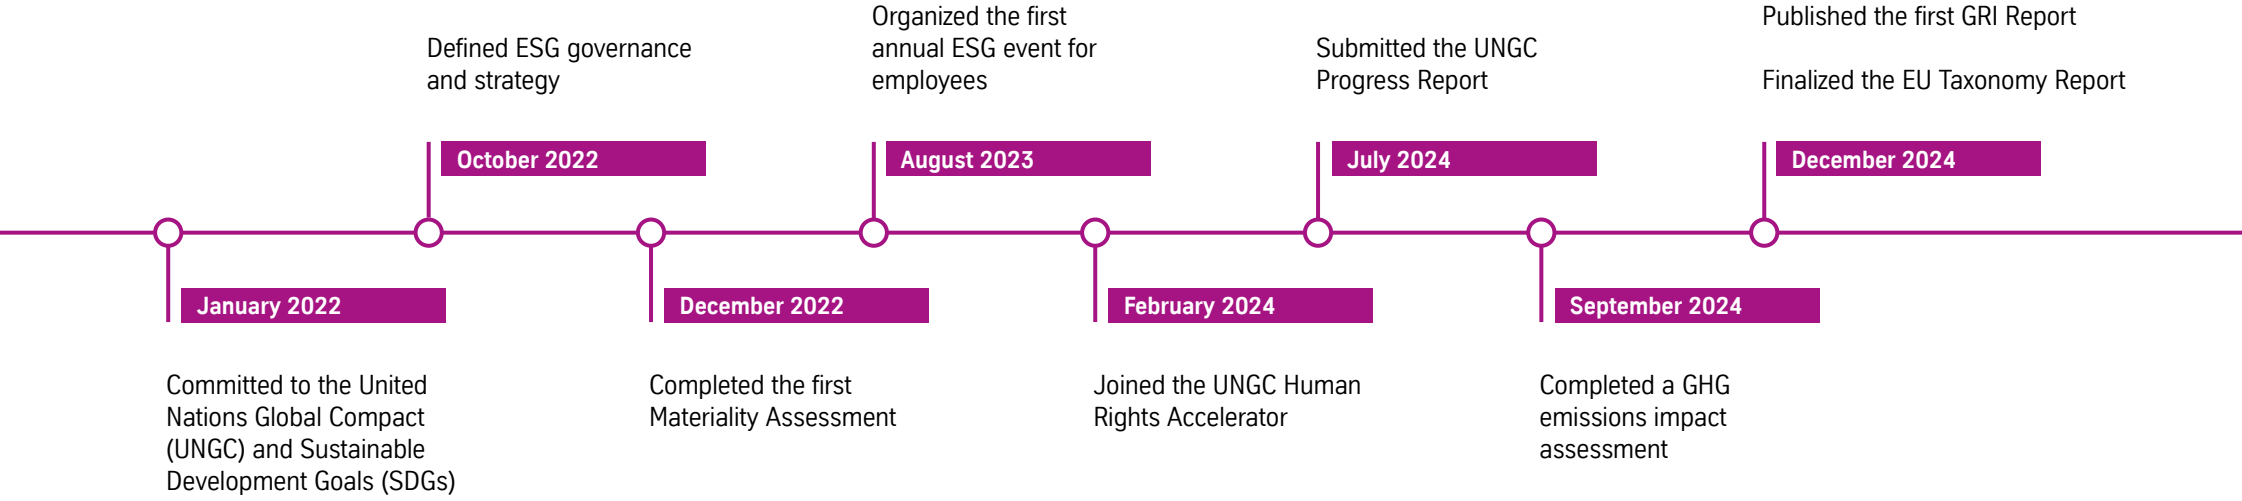 Defined ESG governance
and strategy
October 2022
Organized the first
annual ESG event for
employees
August 2023
Submitted the UNGC
Progress Report
July 2024
Published the first GRI Report
Finalized the EU Taxonomy Report
December 2024
January 2022
Committed to the United
Nations Global Compact
(UNGC) and Sustainable
Development Goals (SDGs)
December 2022
Completed the first
Materiality Assessment
February 2024
Joined the UNGC Human
Rights Accelerator
September 2024
Completed a GHG
emissions impact
assessment